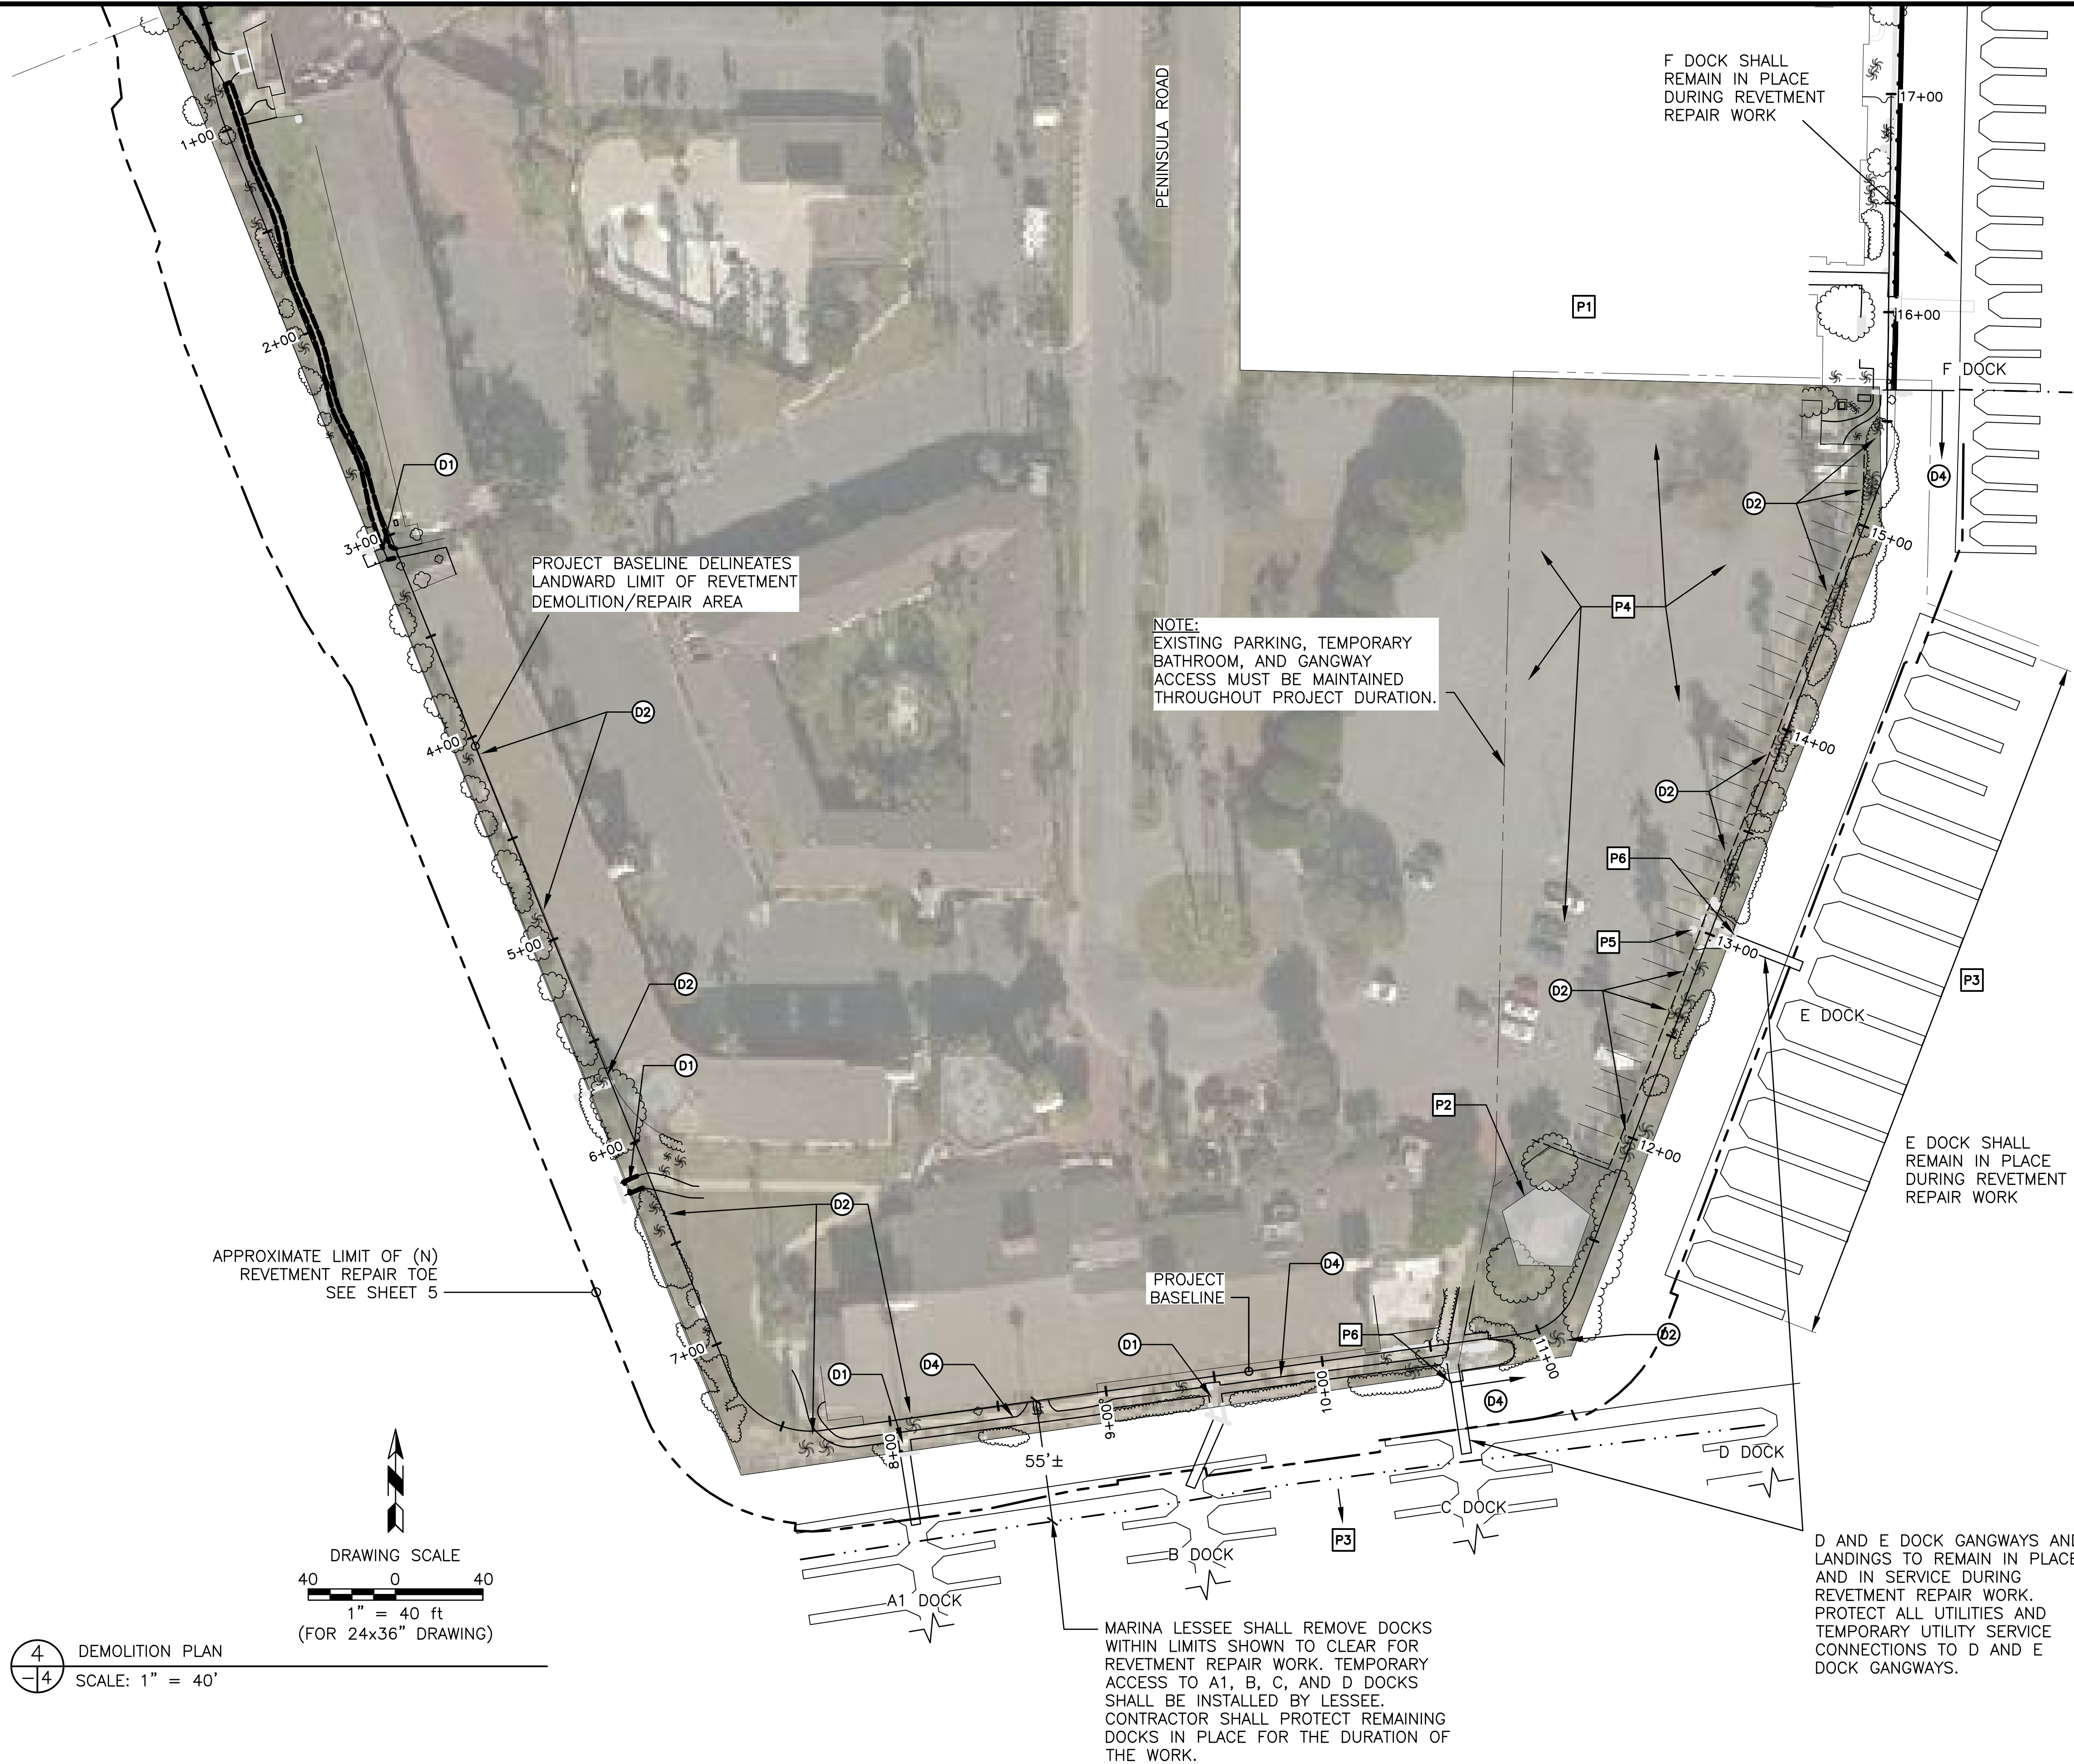 F DOCK SHALL
REMAIN IN PLACE
DURING REVETMENT
REPAIR WORK
PENINSULA ROAD
17+00
1+00
P1
16+00
2+00
F DOCK
D1
D4
D2
3+00
15+00
PROJECT BASELINE DELINEATES
LANDWARD LIMIT OF REVETMENT
DEMOLITION/REPAIR AREA
P4
NOTE:
EXISTING PARKING, TEMPORARY
BATHROOM, AND GANGWAY
ACCESS MUST BE MAINTAINED
THROUGHOUT PROJECT DURATION.
D2
4+00
14+00
D2
P6
5+00
P5
13+00
D2
D2
P3
E DOCK
D1
P2
6+00
12+00
E DOCK SHALL
REMAIN IN PLACE
DURING REVETMENT
REPAIR WORK
D2
APPROXIMATE LIMIT OF (N)
REVETMENT REPAIR TOE
SEE SHEET 5
D4
PROJECT
BASELINE
P6
D2
D1
7+00
11+00
D4
D1
10+00
D4
9+00
8+00
55'±
D DOCK
C DOCK
P3
B DOCK
A1 DOCK
D AND E DOCK GANGWAYS AND
LANDINGS TO REMAIN IN PLACE
AND IN SERVICE DURING
REVETMENT REPAIR WORK.
PROTECT ALL UTILITIES AND
TEMPORARY UTILITY SERVICE
CONNECTIONS TO D AND E
DOCK GANGWAYS.
N
DRAWING SCALE
40 0 40
1" = 40 ft
(FOR 24x36" DRAWING)
MARINA LESSEE SHALL REMOVE DOCKS
WITHIN LIMITS SHOWN TO CLEAR FOR
REVETMENT REPAIR WORK. TEMPORARY
ACCESS TO A1, B, C, AND D DOCKS
SHALL BE INSTALLED BY LESSEE.
CONTRACTOR SHALL PROTECT REMAINING
DOCKS IN PLACE FOR THE DURATION OF
THE WORK.
4
DEMOLITION PLAN
– 4
SCALE: 1" = 40'